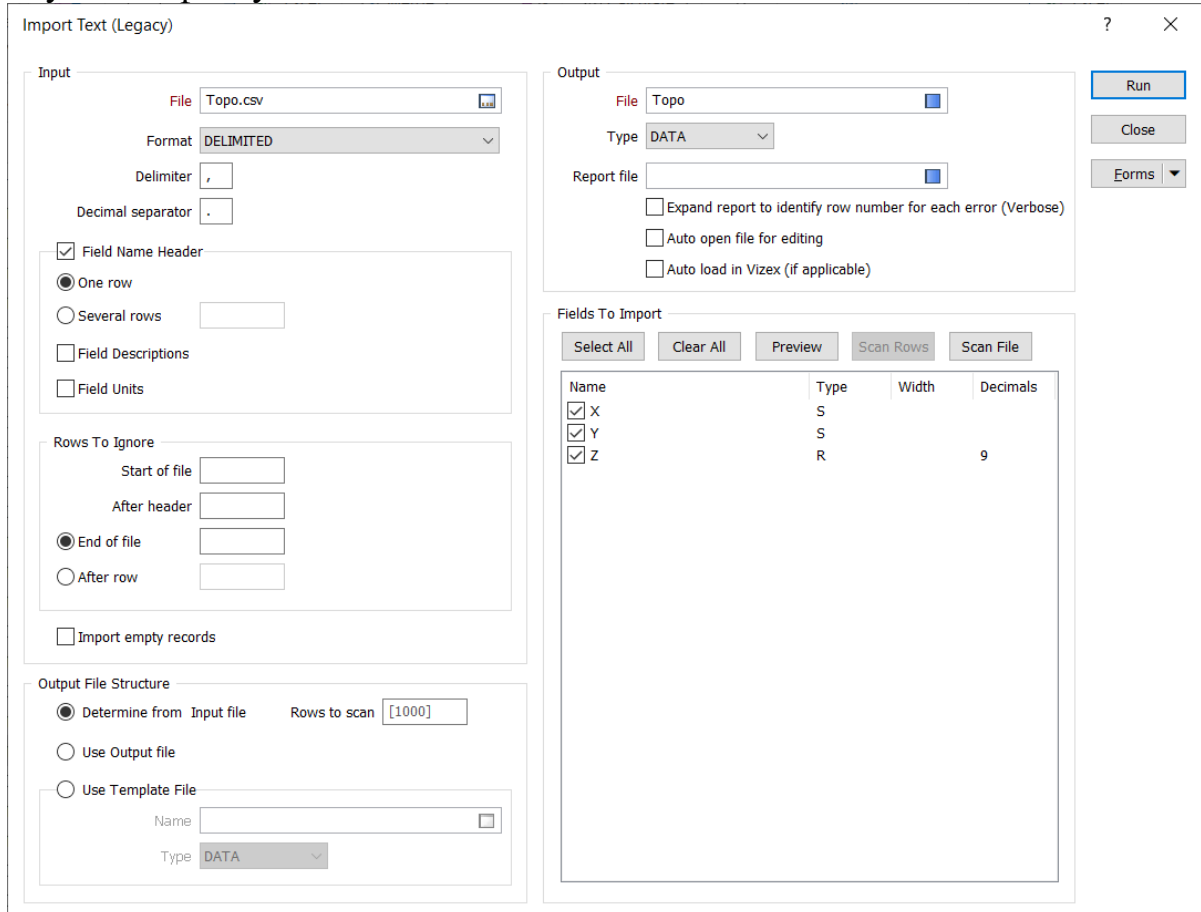 Import Text (Legacy)
?
Input
File Topo.csv
Format DELIMITED
Delimiter ,
Decimal separator .
Field Name Header
One row
Several rows
Field Descriptions
Field Units
Rows To Ignore
Start of file
After header
End of file
After row
Import empty records
Output File Structure
Determine from Input file Rows to scan [1000]
Use Output file
Use Template File
Name
Type DATA
Output
File Topo
Type DATA
Report file
Expand report to identify row number for each error (Verbose)
Auto open file for editing
Auto load in Vizex (if applicable)
Fields To Import
Select All Clear All Preview Scan Rows Scan File
Name Type Width Decimals
X S
Y S
Z R 9
Run
Close
Forms